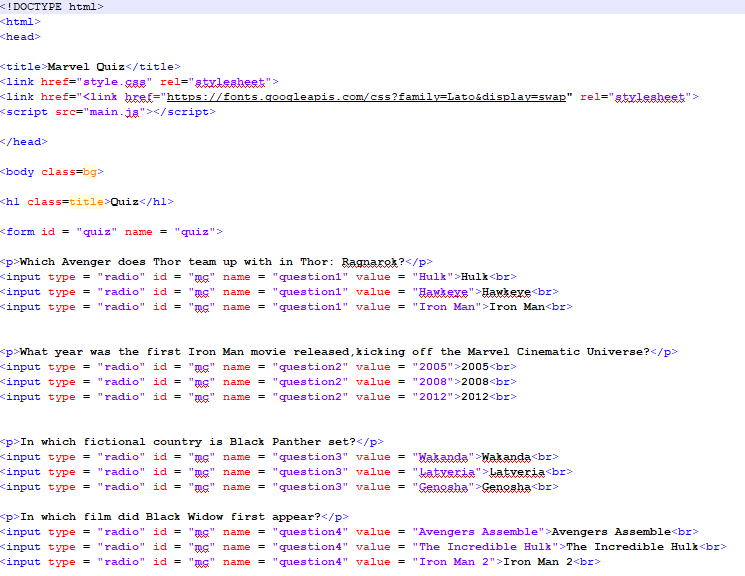 <!DOCTYPE html>
<html>
<head>
<title>Marvel Quiz</title>
<link href="style.css" rel="stylesheet">
<link href="<link href="https://fonts.googleapis.com/css?family=Lato&display=swap" rel="stylesheet">
<script src="main.js"></script>
</head>
<body class=bg>
<h1 class=title>Quiz</h1>
<form id = "quiz" name = "quiz">
<p>Which Avenger does Thor team up with in Thor: Ragnarok?</p>
<input type = "radio" id = "mc" name = "question1" value = "Hulk">Hulk<br>
<input type = "radio" id = "mc" name = "question1" value = "Hawkeye">Hawkeye<br>
<input type = "radio" id = "mc" name = "question1" value = "Iron Man">Iron Man<br>
<p>What year was the first Iron Man movie released,kicking off the Marvel Cinematic Universe?</p>
<input type = "radio" id = "mc" name = "question2" value = "2005">2005<br>
<input type = "radio" id = "mc" name = "question2" value = "2008">2008<br>
<input type = "radio" id = "mc" name = "question2" value = "2012">2012<br>
<p>In which fictional country is Black Panther set?</p>
<input type = "radio" id = "mc" name = "question3" value = "Wakanda">Wakanda<br>
<input type = "radio" id = "mc" name = "question3" value = "Latveria">Latveria<br>
<input type = "radio" id = "mc" name = "question3" value = "Genosha">Genosha<br>
<p>In which film did Black Widow first appear?</p>
<input type = "radio" id = "mc" name = "question4" value = "Avengers Assemble">Avengers Assemble<br>
<input type = "radio" id = "mc" name = "question4" value = "The Incredible Hulk">The Incredible Hulk<br>
<input type = "radio" id = "mc" name = "question4" value = "Iron Man 2">Iron Man 2<br>